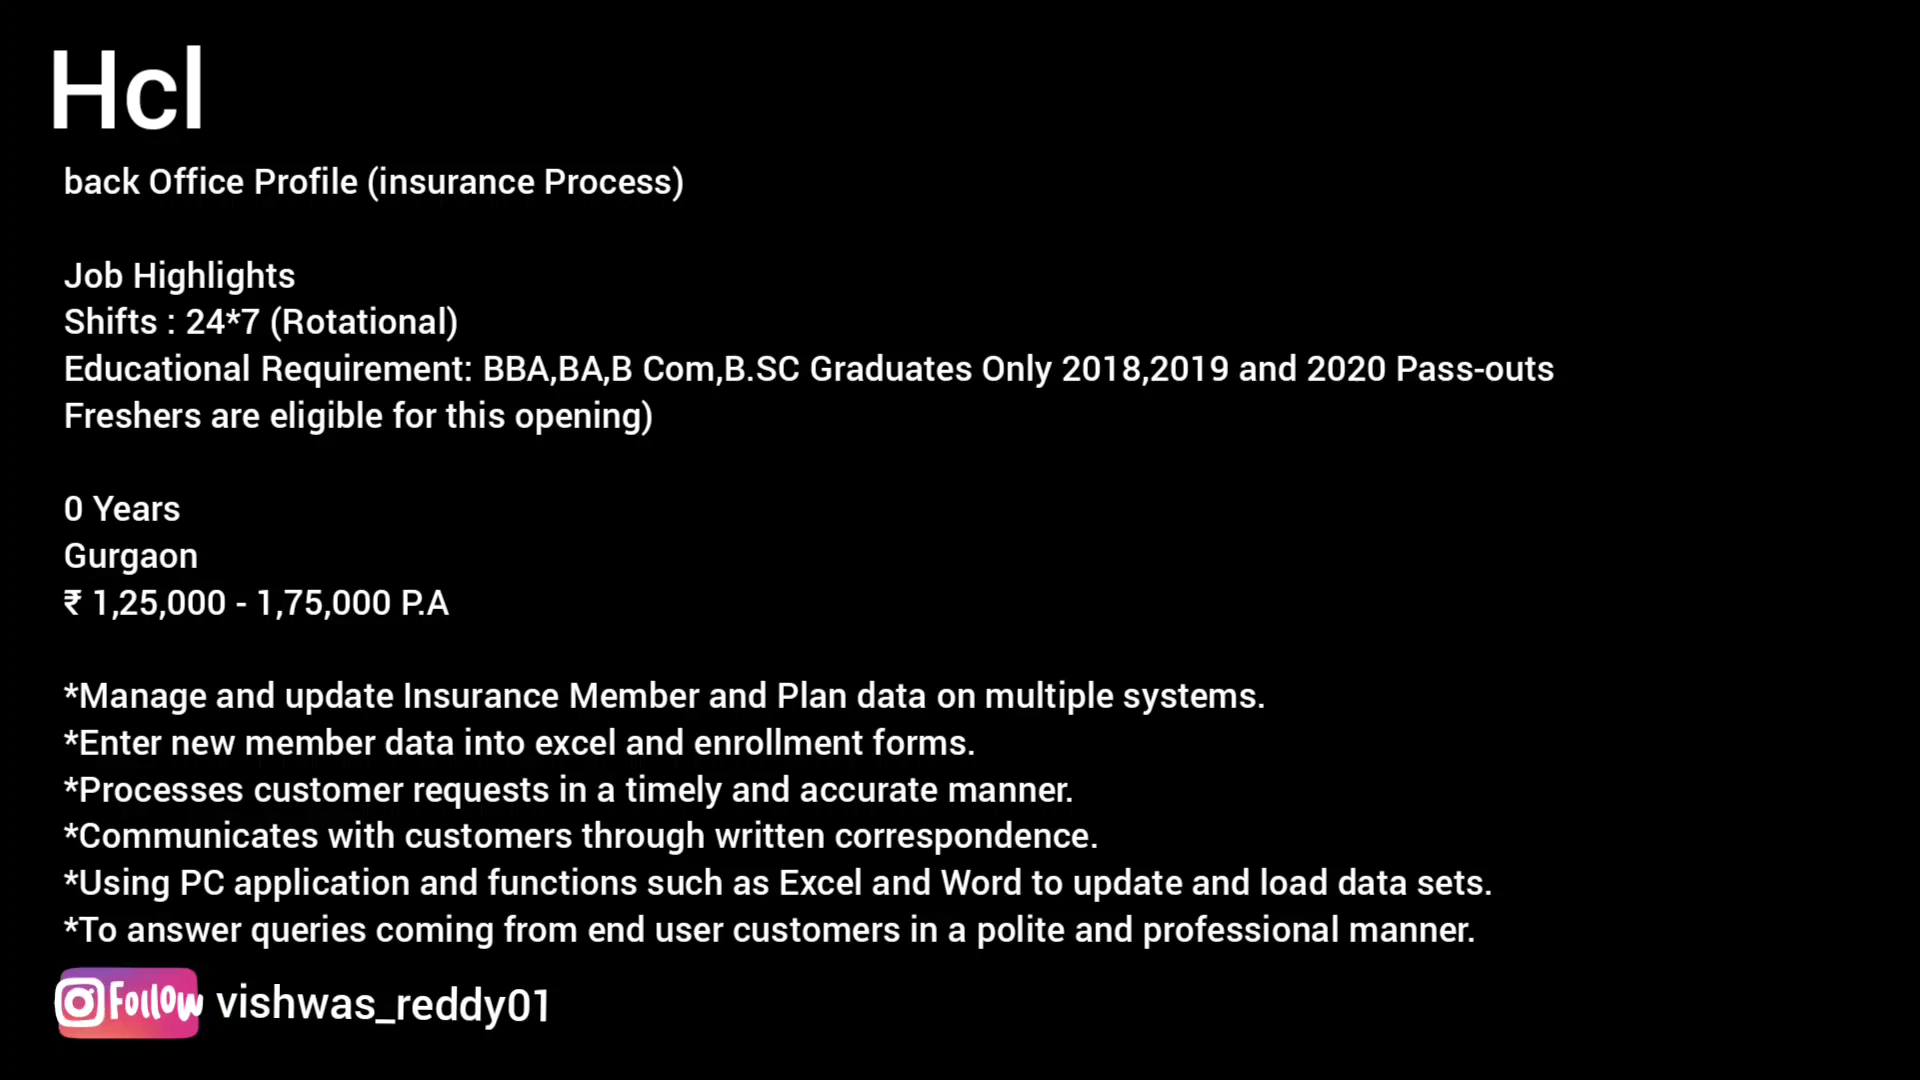 Hcl
back Office Profile (insurance Process)
Job Highlights
Shifts : 24*7 (Rotational)
Educational Requirement: BBA,BA,B Com,B.SC Graduates Only 2018,2019 and 2020 Pass-outs
Freshers are eligible for this opening)
0 Years
Gurgaon
₹ 1,25,000 - 1,75,000 P.A
*Manage and update Insurance Member and Plan data on multiple systems.
*Enter new member data into excel and enrollment forms.
*Processes customer requests in a timely and accurate manner.
*Communicates with customers through written correspondence.
*Using PC application and functions such as Excel and Word to update and load data sets.
*To answer queries coming from end user customers in a polite and professional manner.
Follow vishwas_reddy01